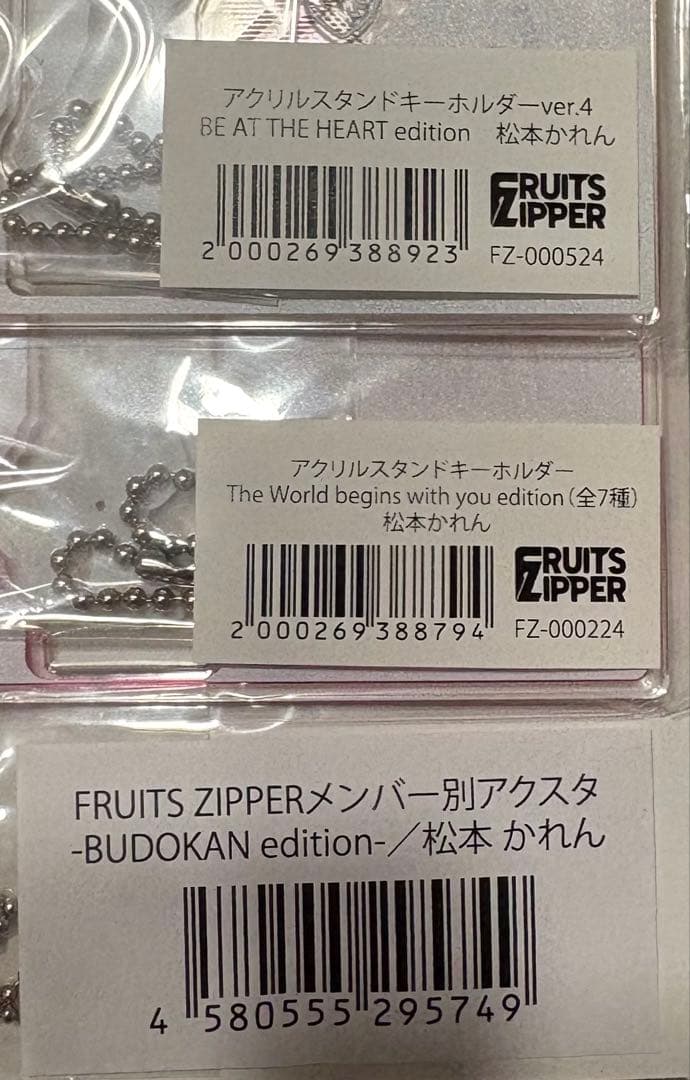 アクリルスタンドキーホルダーver.4
BE AT THE HEART edition　松本かれん
FRUITS
ZIPPER
2 000269 388923
FZ-000524
アクリルスタンドキーホルダー
The World begins with you edition（全7種）
松本かれん
FRUITS
ZIPPER
2 000269 388794
FZ-000224
FRUITS ZIPPERメンバー別アクスタ
-BUDOKAN edition-／松本 かれん
4 580555 295749